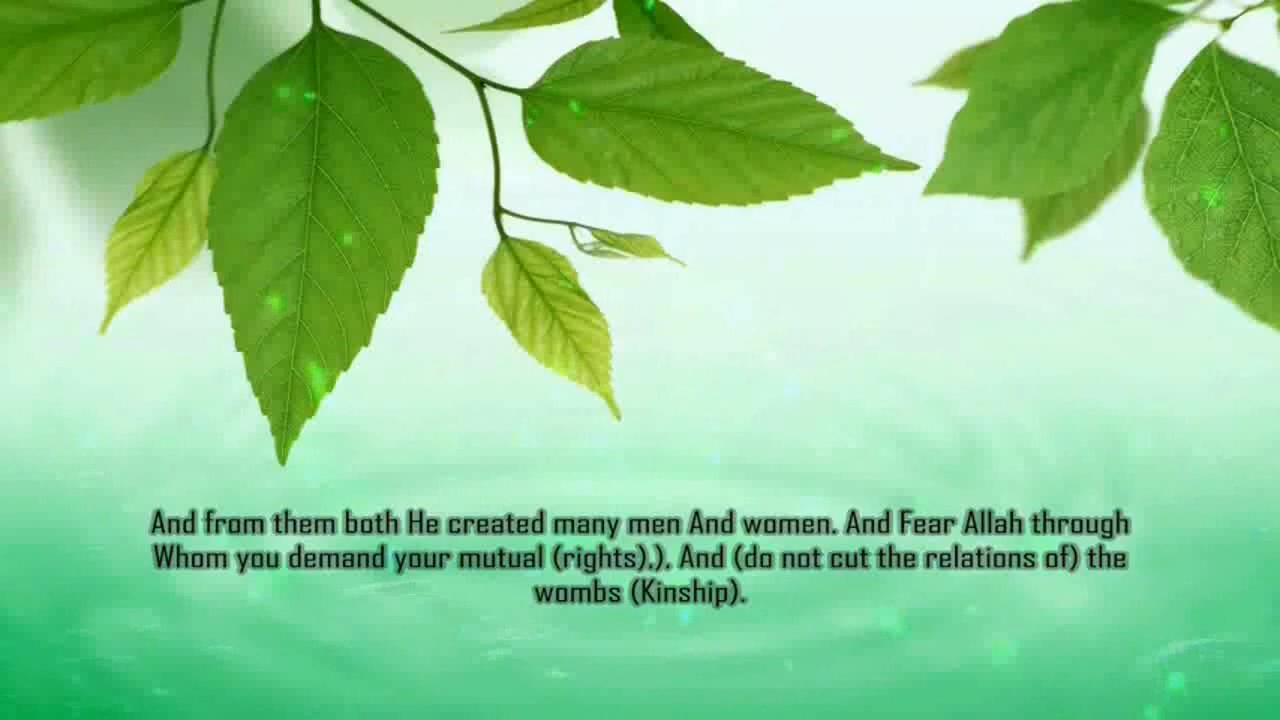 And from them both He created many men And women. And Fear Allah through
Whom you demand your mutual (rights).), And (do not cut the relations of) the
wombs (Kinship).